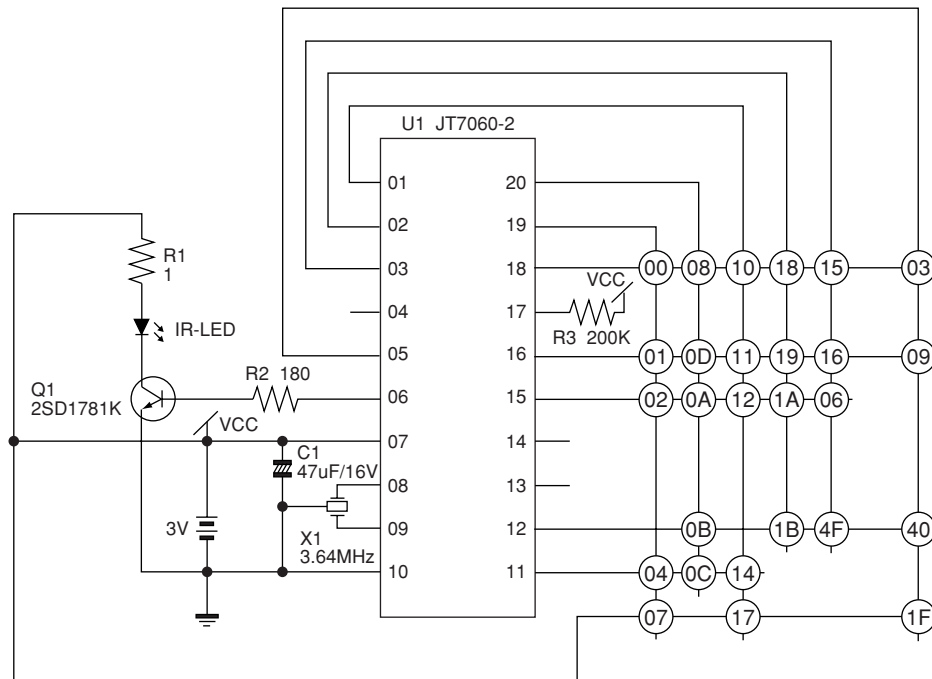 U1 JT7060-2
01 20
02 19
R1
1
03 18 00 08 10 18 15 03
VCC
04 17
IR-LED
R3 200K
05 16 01 0D 11 19 16 09
R2 180
Q1
2SD1781K
06 15 02 0A 12 1A 06
VCC
07 14
C1
47uF/16V
08 13
3V
09 12 0B 1B 4F 40
X1
3.64MHz
10 11 04 0C 14
07 17 1F